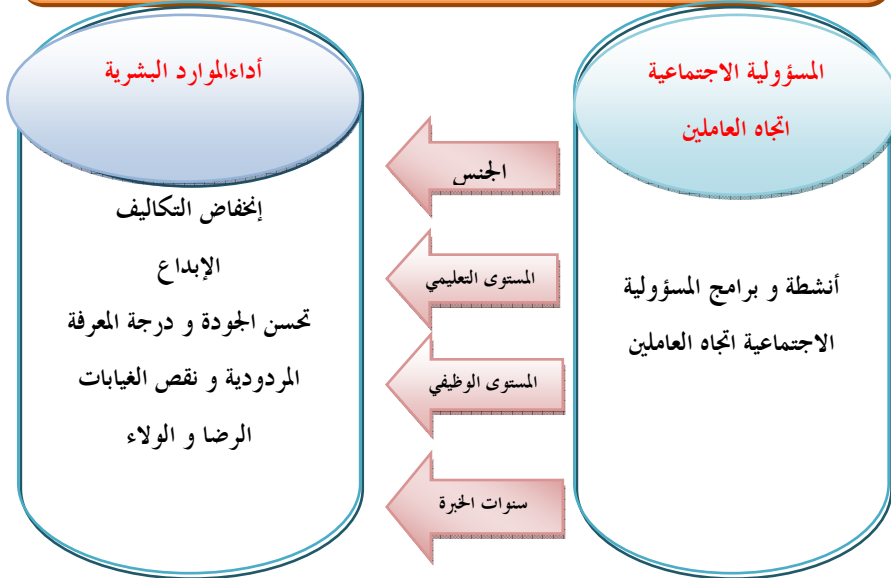 المسؤولية الاجتماعية
اتجاه العاملين
أنشطة و برامج المسؤولية
الاجتماعية اتجاه العاملين
الجنس
المستوى التعليمي
المستوى الوظيفي
سنوات الخبرة
أداءالموارد البشرية
إنخفاض التكاليف
الإبداع
تحسن الجودة و درجة المعرفة
المردودية و نقص الغيابات
الرضا و الولاء